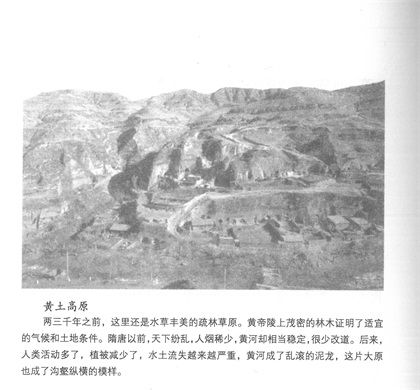 黄土高原
两三千年之前，这里还是水草丰美的疏林草原。黄帝陵上茂密的林木证明了适宜
的气候和土地条件。隋唐以前，天下纷乱，人烟稀少，黄河却相当稳定，很少改道。后来，
人类活动多了，植被减少了，水土流失越来越严重，黄河成了乱滚的泥龙，这片大原
也成了沟壑纵横的模样。